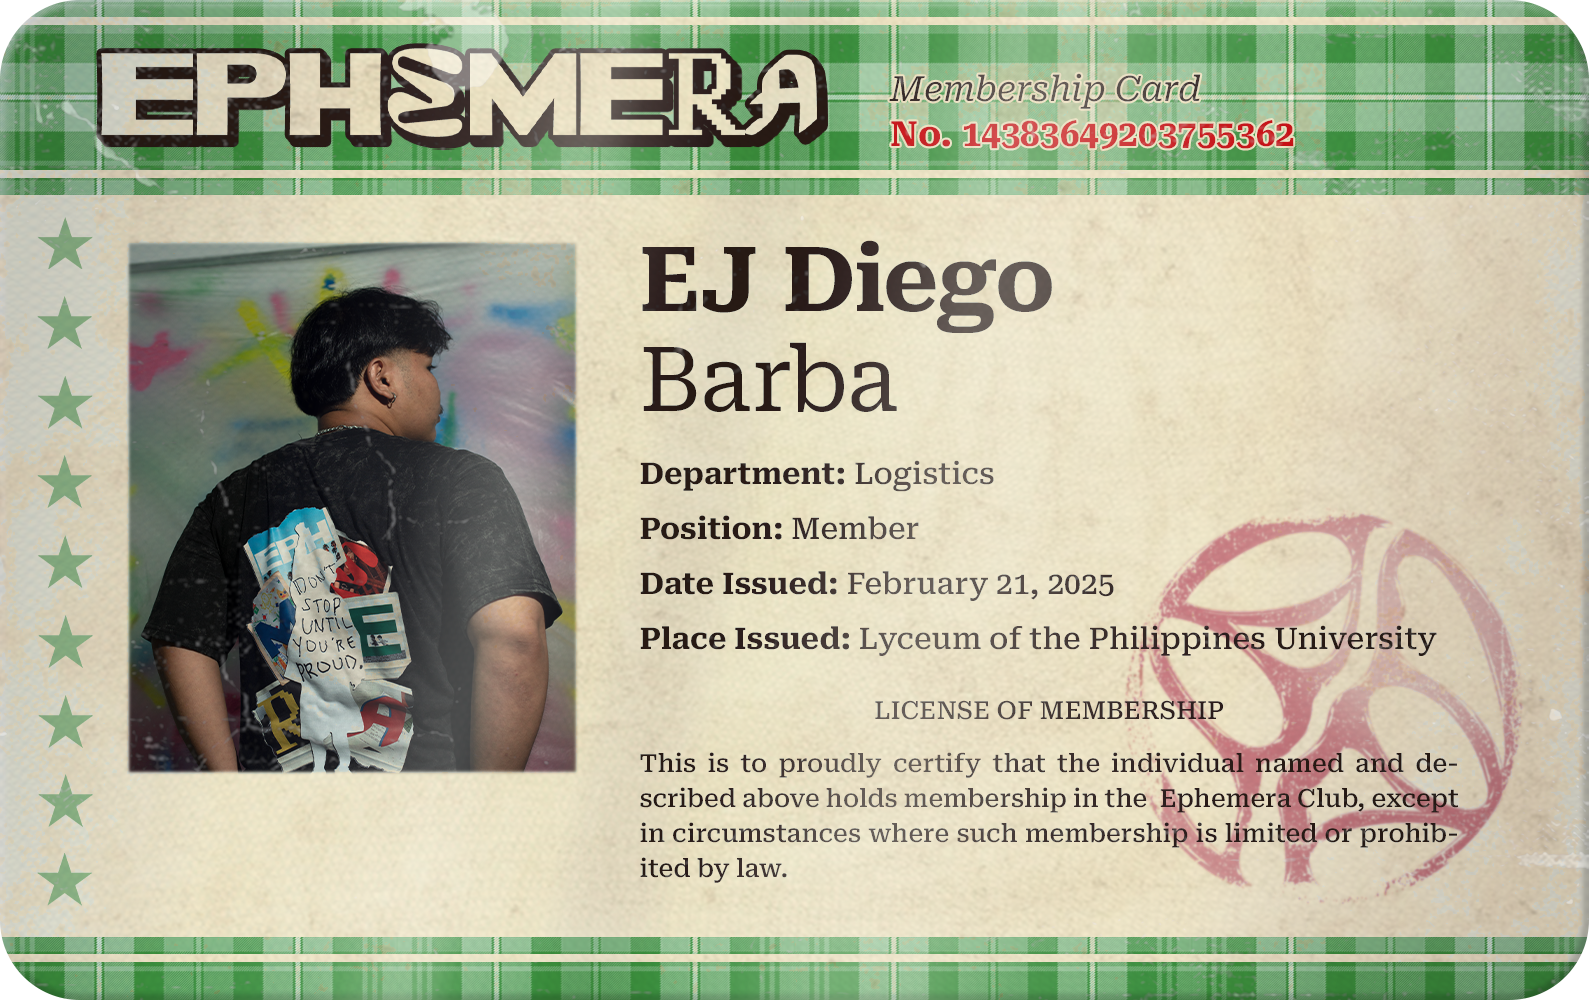 EPHEMERA
Membership Card
No. 14383649203755362
EJ Diego
Barba
Department: Logistics
Position: Member
Date Issued: February 21, 2025
Place Issued: Lyceum of the Philippines University
LICENSE OF MEMBERSHIP
This is to proudly certify that the individual named and de-
scribed above holds membership in the Ephemera Club, except
in circumstances where such membership is limited or prohib-
ited by law.
EPH
E
R
A
DON'T
STOP
UNTIL
YOU'RE
PROUD.